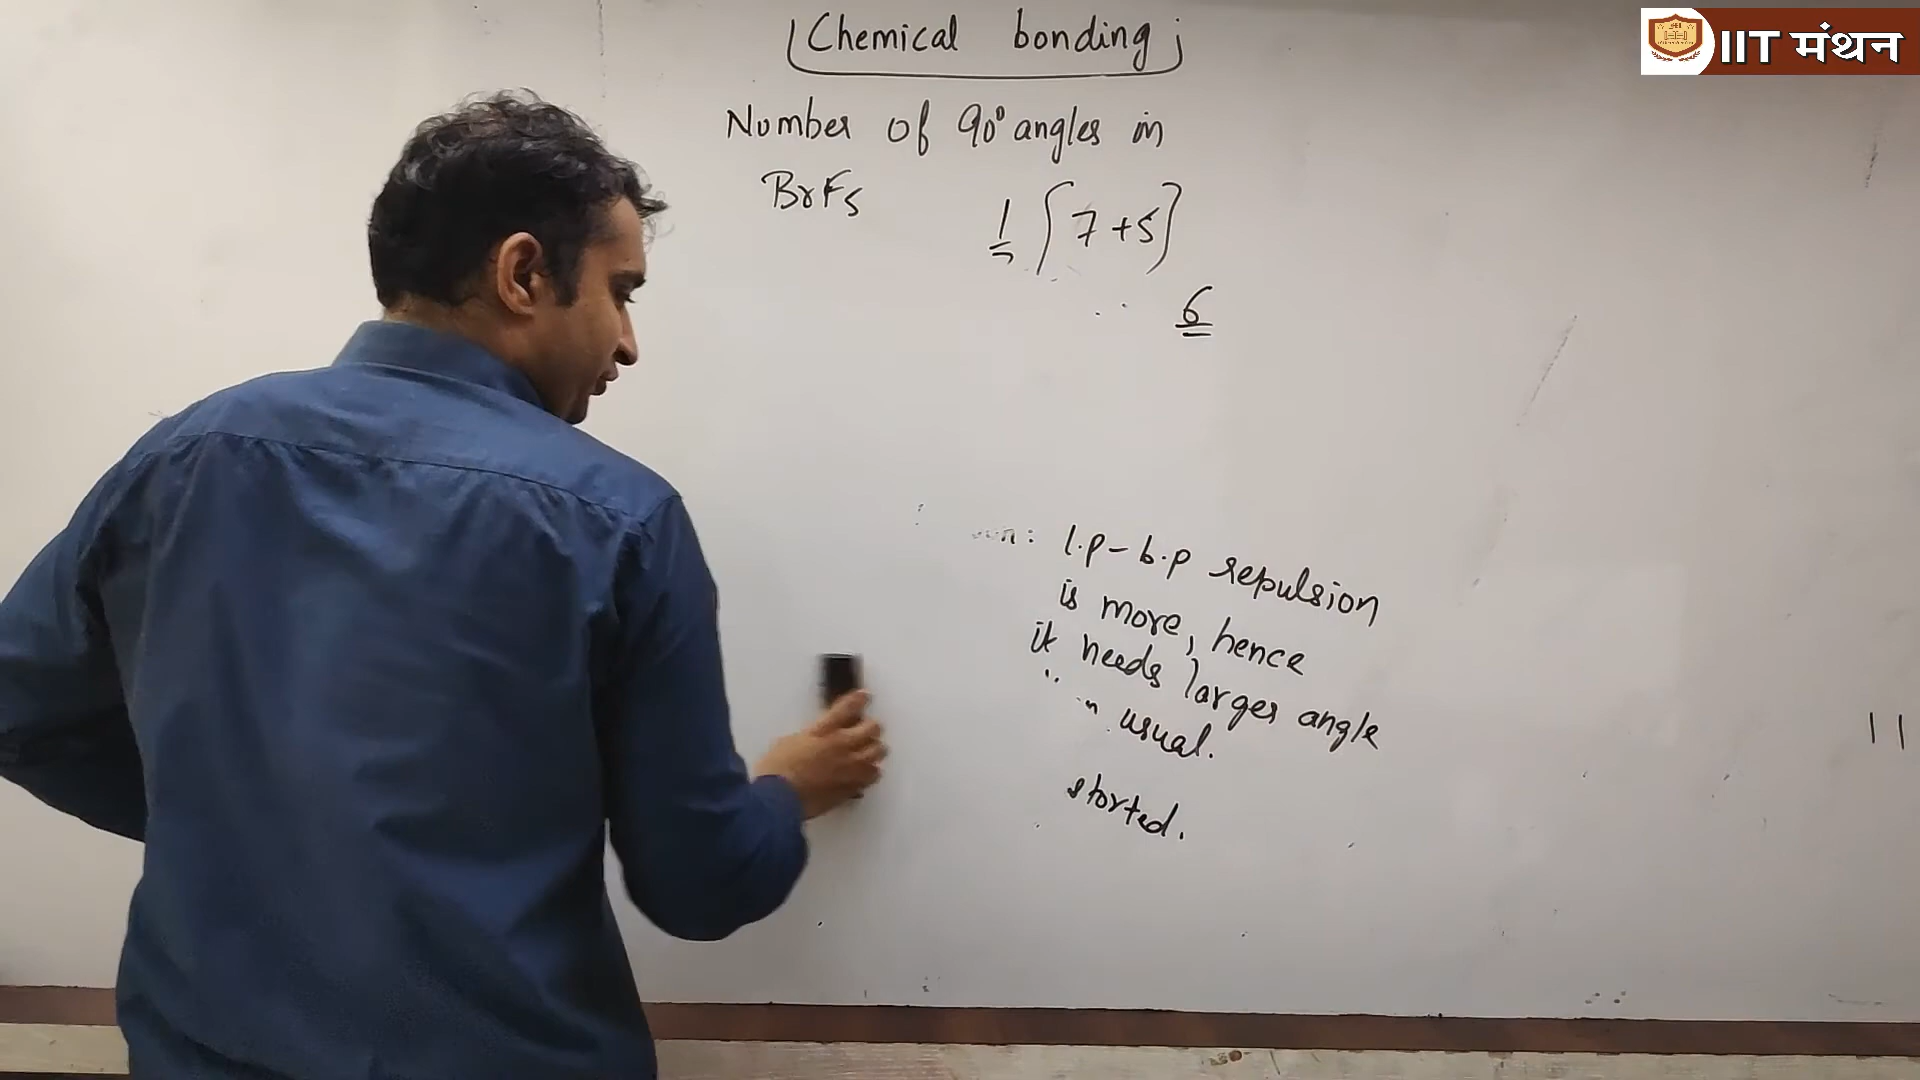 IIT मंथन
Chemical bonding
Number of 90° angles in
BrF5
1/2 [7+5]
6
l.p-b.p repulsion
is more, hence
it needs larger angle
usual.
storted.
11